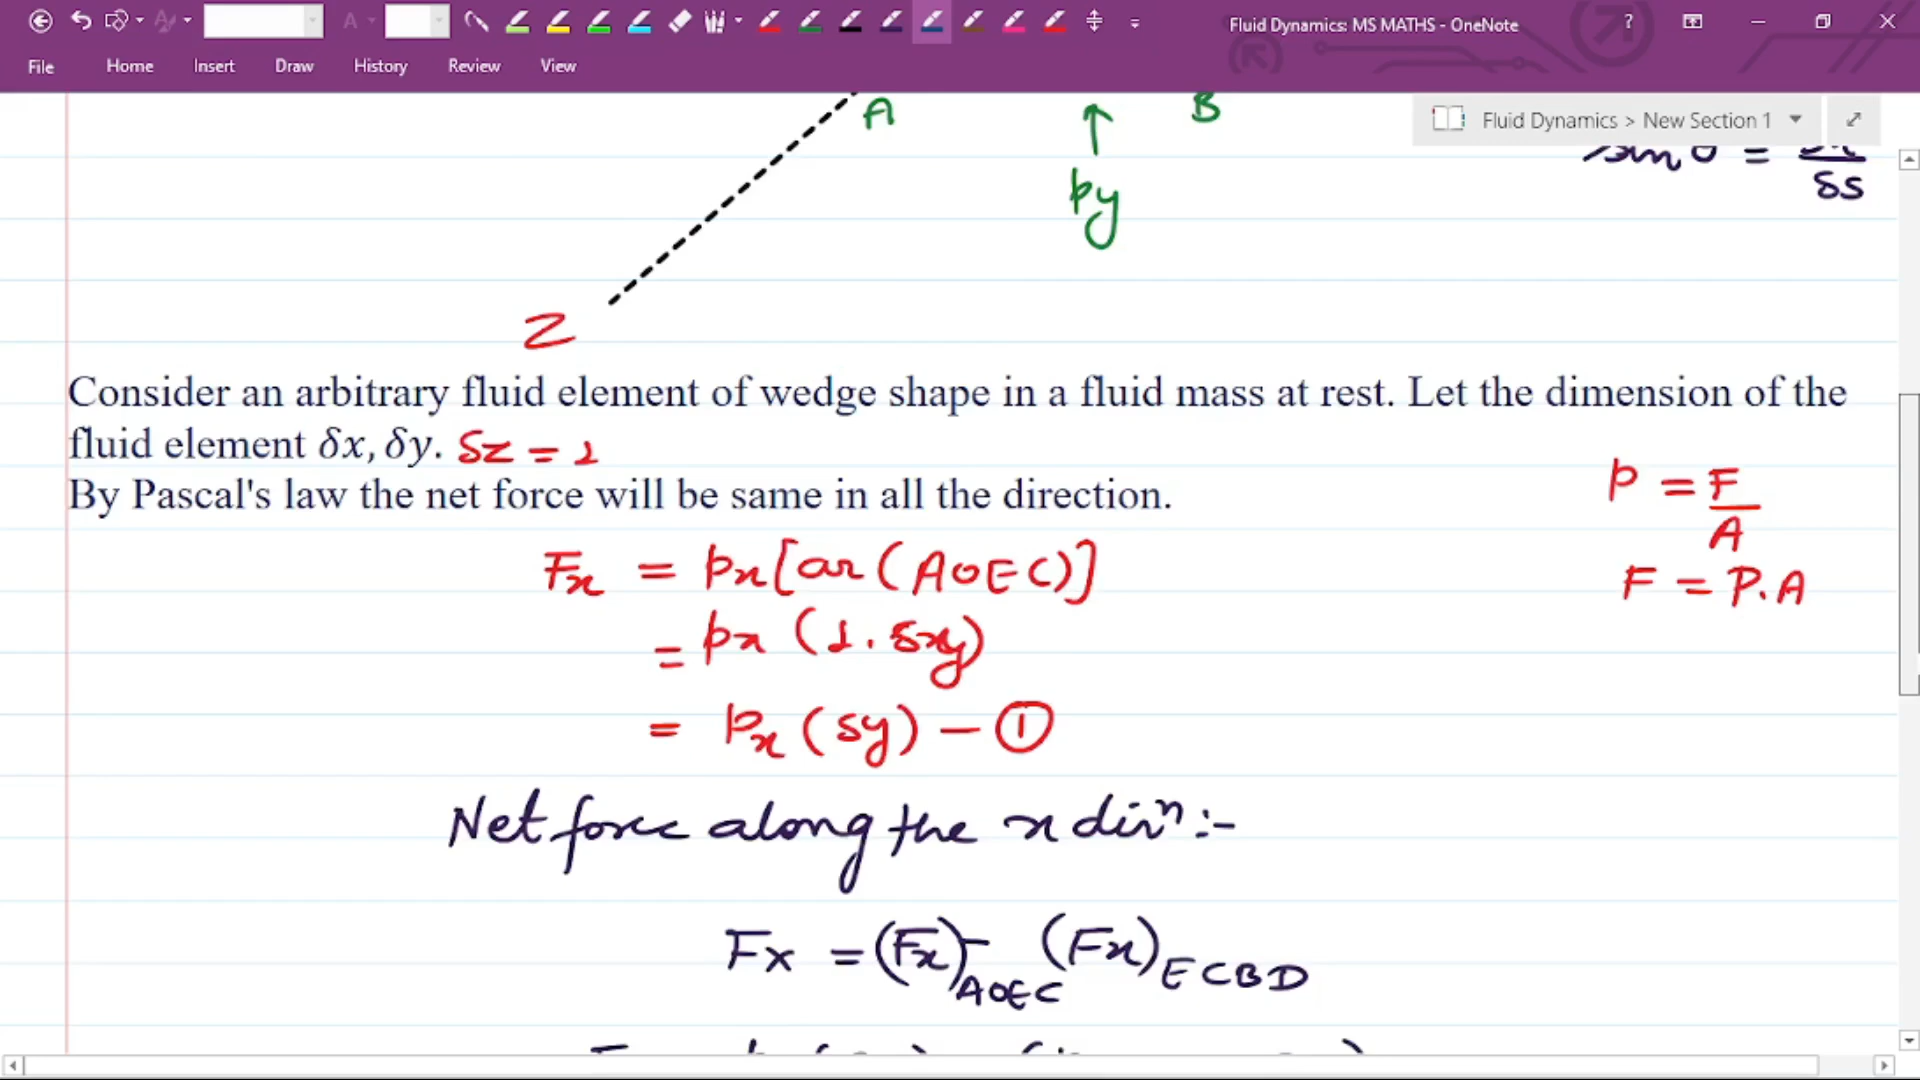 Fluid Dynamics: MS MATHS - OneNote
File Home Insert Draw History Review View
Fluid Dynamics > New Section 1
A
B
py
δs
Z
Consider an arbitrary fluid element of wedge shape in a fluid mass at rest. Let the dimension of the
fluid element δx, δy. δz = 1
By Pascal's law the net force will be same in all the direction.
p = F/A
F = P.A
Fx = px[ar(AOEC)]
= px (1. δy)
= px (δy) — ①
Net force along the x dirⁿ :-
Fx = (Fx)AOEC - (Fx)ECBD